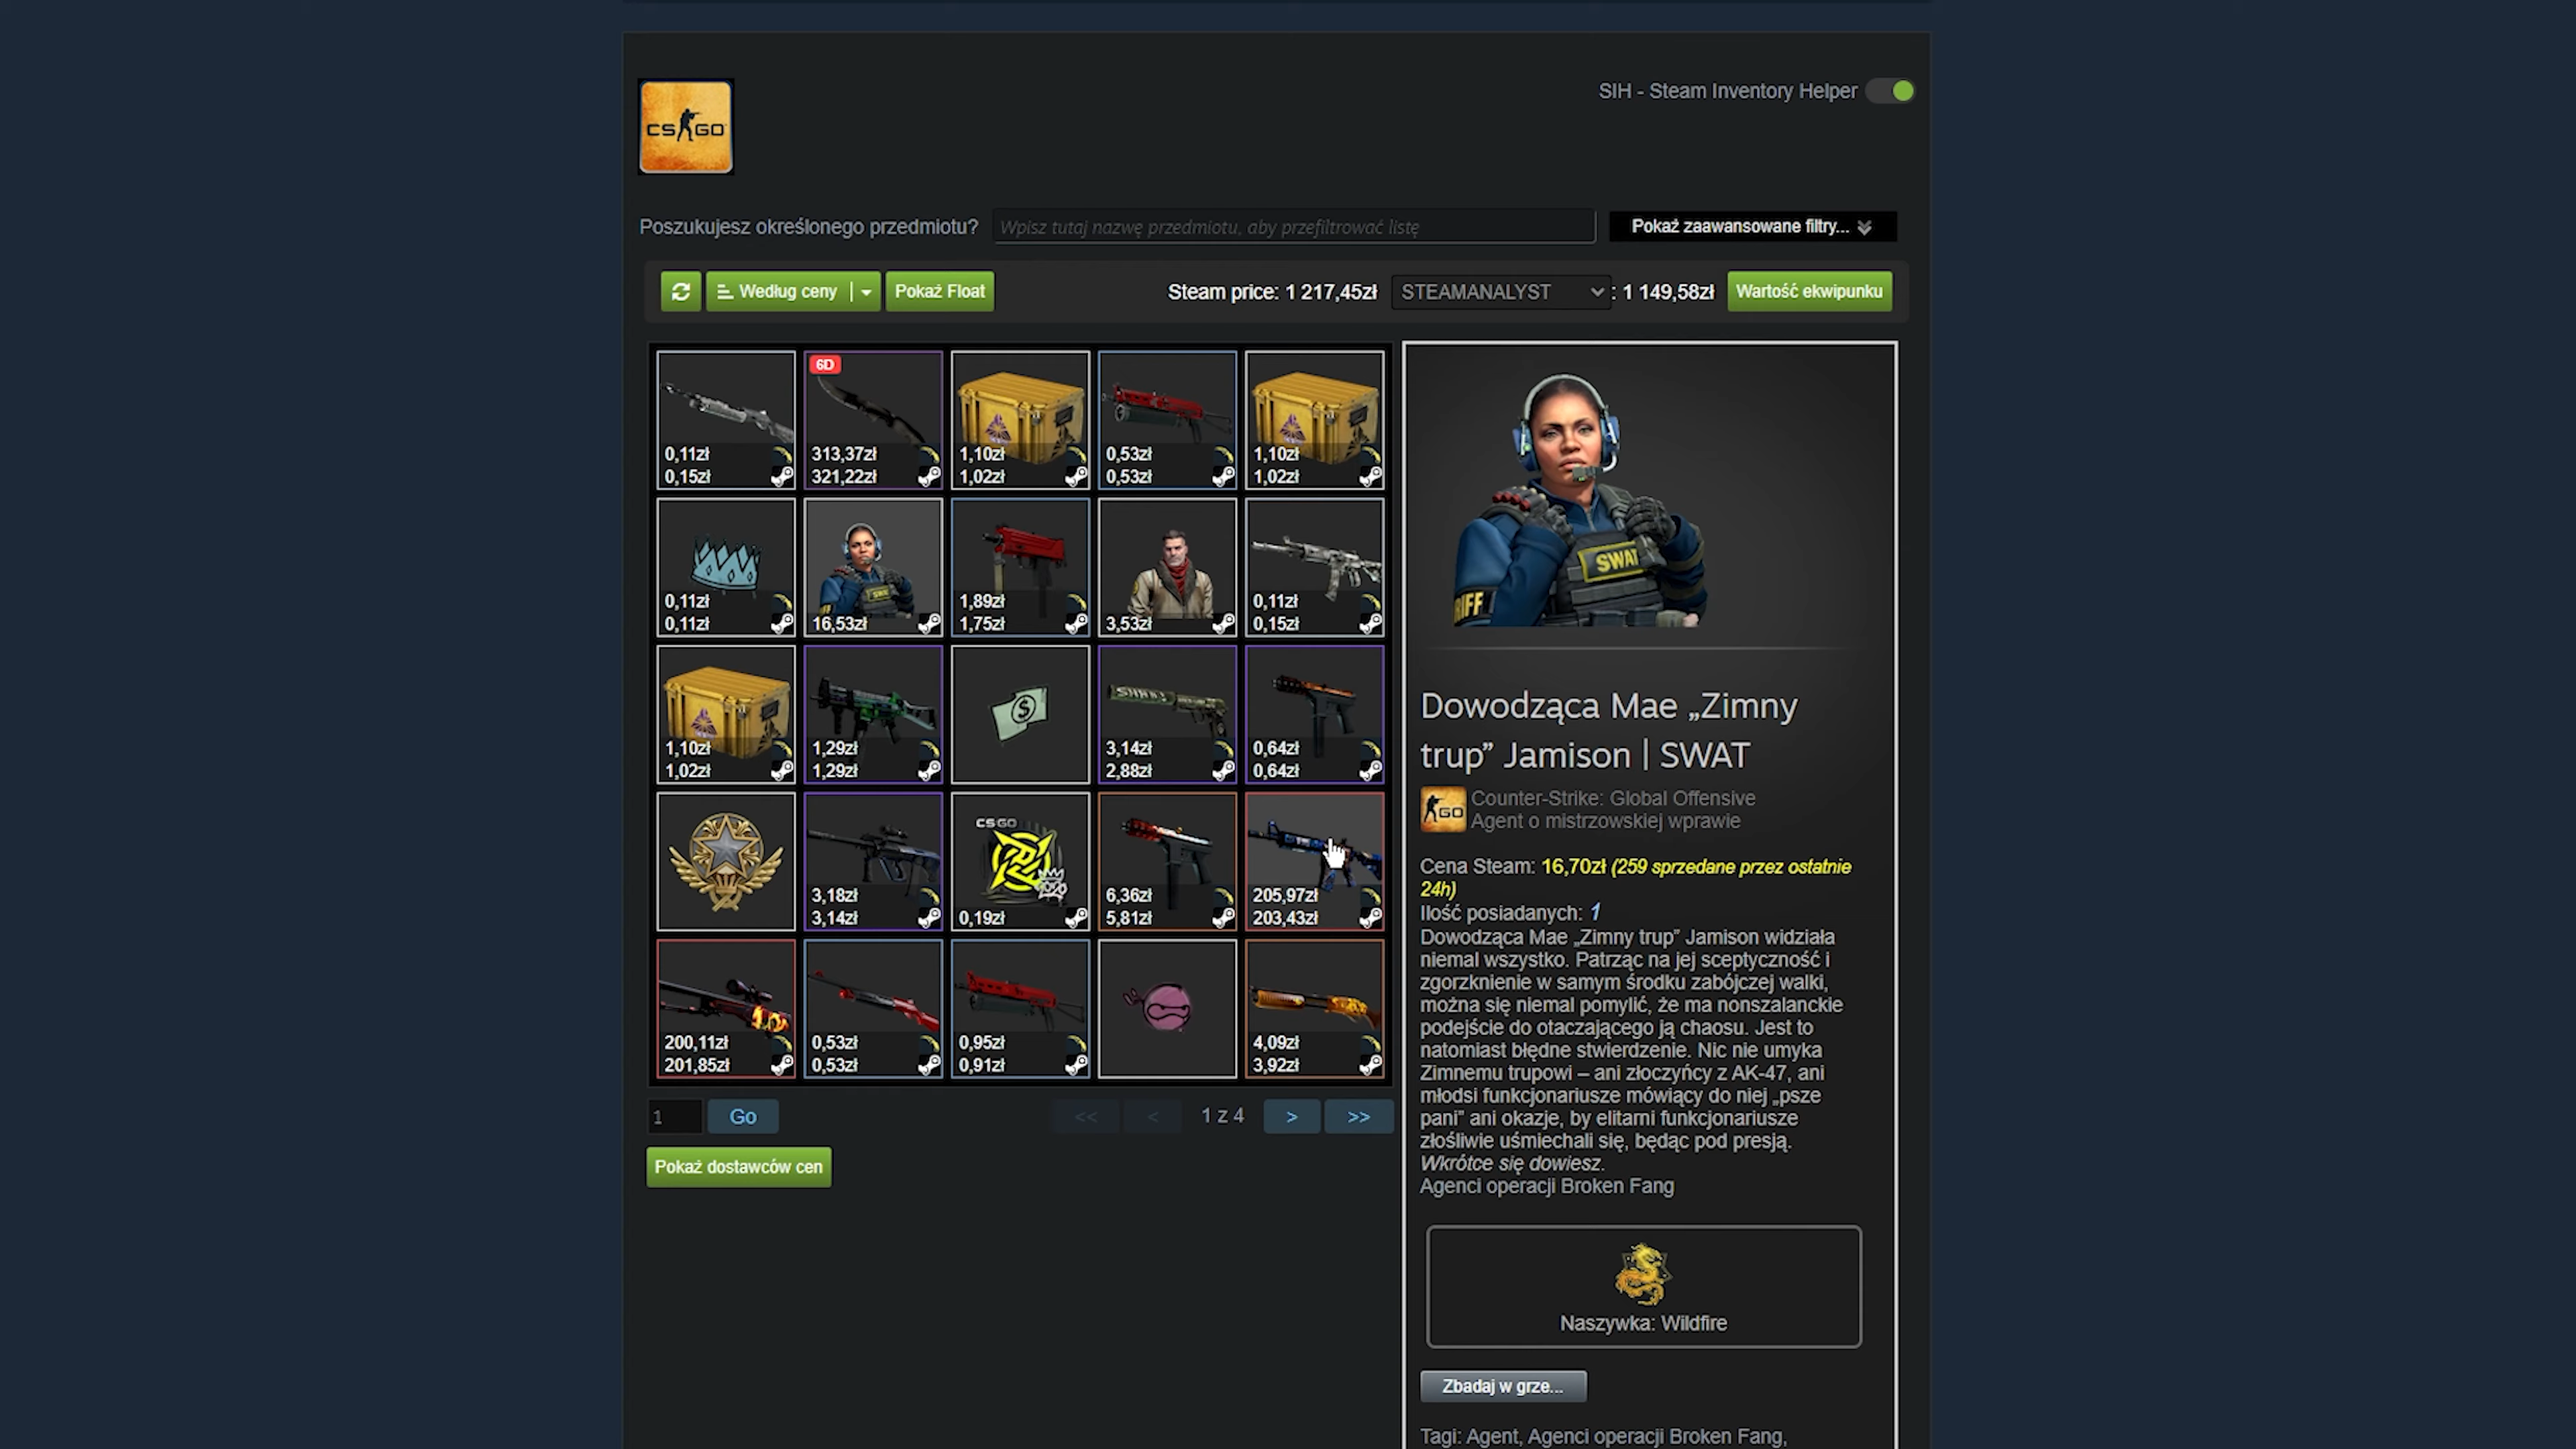 SIH - Steam Inventory Helper
CS GO
Poszukujesz określonego przedmiotu?
Wpisz tutaj nazwę przedmiotu, aby przefiltrować listę
Pokaż zaawansowane filtry...
Według ceny
Pokaż Float
Steam price: 1 217,45zł
STEAMANALYST
: 1 149,58zł
Wartość ekwipunku
6D
0,11zł
0,15zł
313,37zł
321,22zł
1,10zł
1,02zł
0,53zł
0,53zł
1,10zł
1,02zł
0,11zł
0,11zł
16,53zł
1,89zł
1,75zł
3,53zł
0,11zł
0,15zł
1,10zł
1,02zł
1,29zł
1,29zł
3,14zł
2,88zł
0,64zł
0,64zł
3,18zł
3,14zł
CS GO
0,19zł
6,36zł
5,81zł
205,97zł
203,43zł
200,11zł
201,85zł
0,53zł
0,53zł
0,95zł
0,91zł
4,09zł
3,92zł
1
Go
<<
<
1 z 4
>
>>
Pokaż dostawców cen
SWAT
IFF
Dowodząca Mae „Zimny
trup” Jamison | SWAT
GO
Counter-Strike: Global Offensive
Agent o mistrzowskiej wprawie
Cena Steam: 16,70zł (259 sprzedane przez ostatnie
24h)
Ilość posiadanych: 1
Dowodząca Mae „Zimny trup” Jamison widziała
niemal wszystko. Patrząc na jej sceptyczność i
zgorzknienie w samym środku zabójczej walki,
można się niemal pomylić, że ma nonszalanckie
podejście do otaczającego ją chaosu. Jest to
natomiast błędne stwierdzenie. Nic nie umyka
Zimnemu trupowi – ani złoczyńcy z AK-47, ani
młodsi funkcjonariusze mówiący do niej „psze
pani” ani okazje, by elitarni funkcjonariusze
złośliwie uśmiechali się, będąc pod presją.
Wkrótce się dowiesz.
Agenci operacji Broken Fang
Naszywka: Wildfire
Zbadaj w grze...
Tagi: Agent, Agenci operacji Broken Fang,